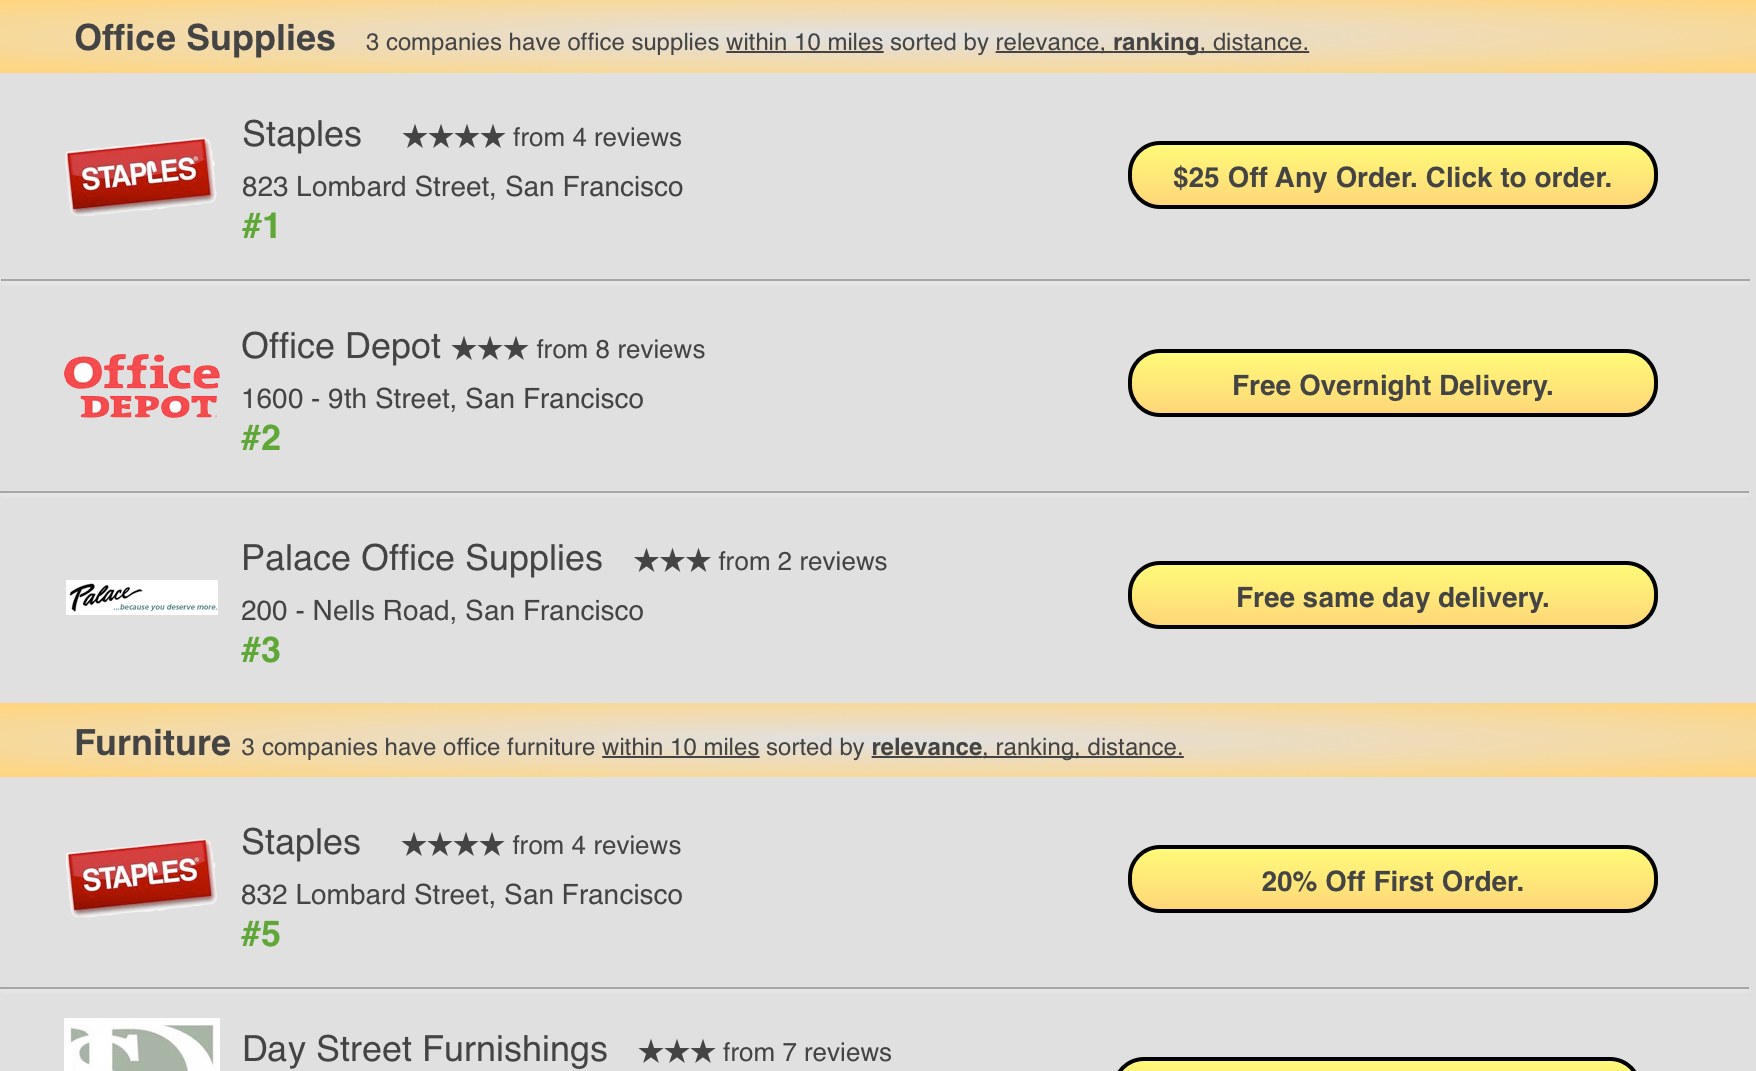 Office Supplies 3 companies have office supplies within 10 miles sorted by relevance, ranking, distance.
STAPLES
Staples ★★★★ from 4 reviews
823 Lombard Street, San Francisco
#1
$25 Off Any Order. Click to order.
Office
DEPOT
Office Depot ★★★ from 8 reviews
1600 - 9th Street, San Francisco
#2
Free Overnight Delivery.
Palace
...because you deserve more.
Palace Office Supplies ★★★ from 2 reviews
200 - Nells Road, San Francisco
#3
Free same day delivery.
Furniture 3 companies have office furniture within 10 miles sorted by relevance, ranking, distance.
STAPLES
Staples ★★★★ from 4 reviews
832 Lombard Street, San Francisco
#5
20% Off First Order.
Day Street Furnishings ★★★ from 7 reviews